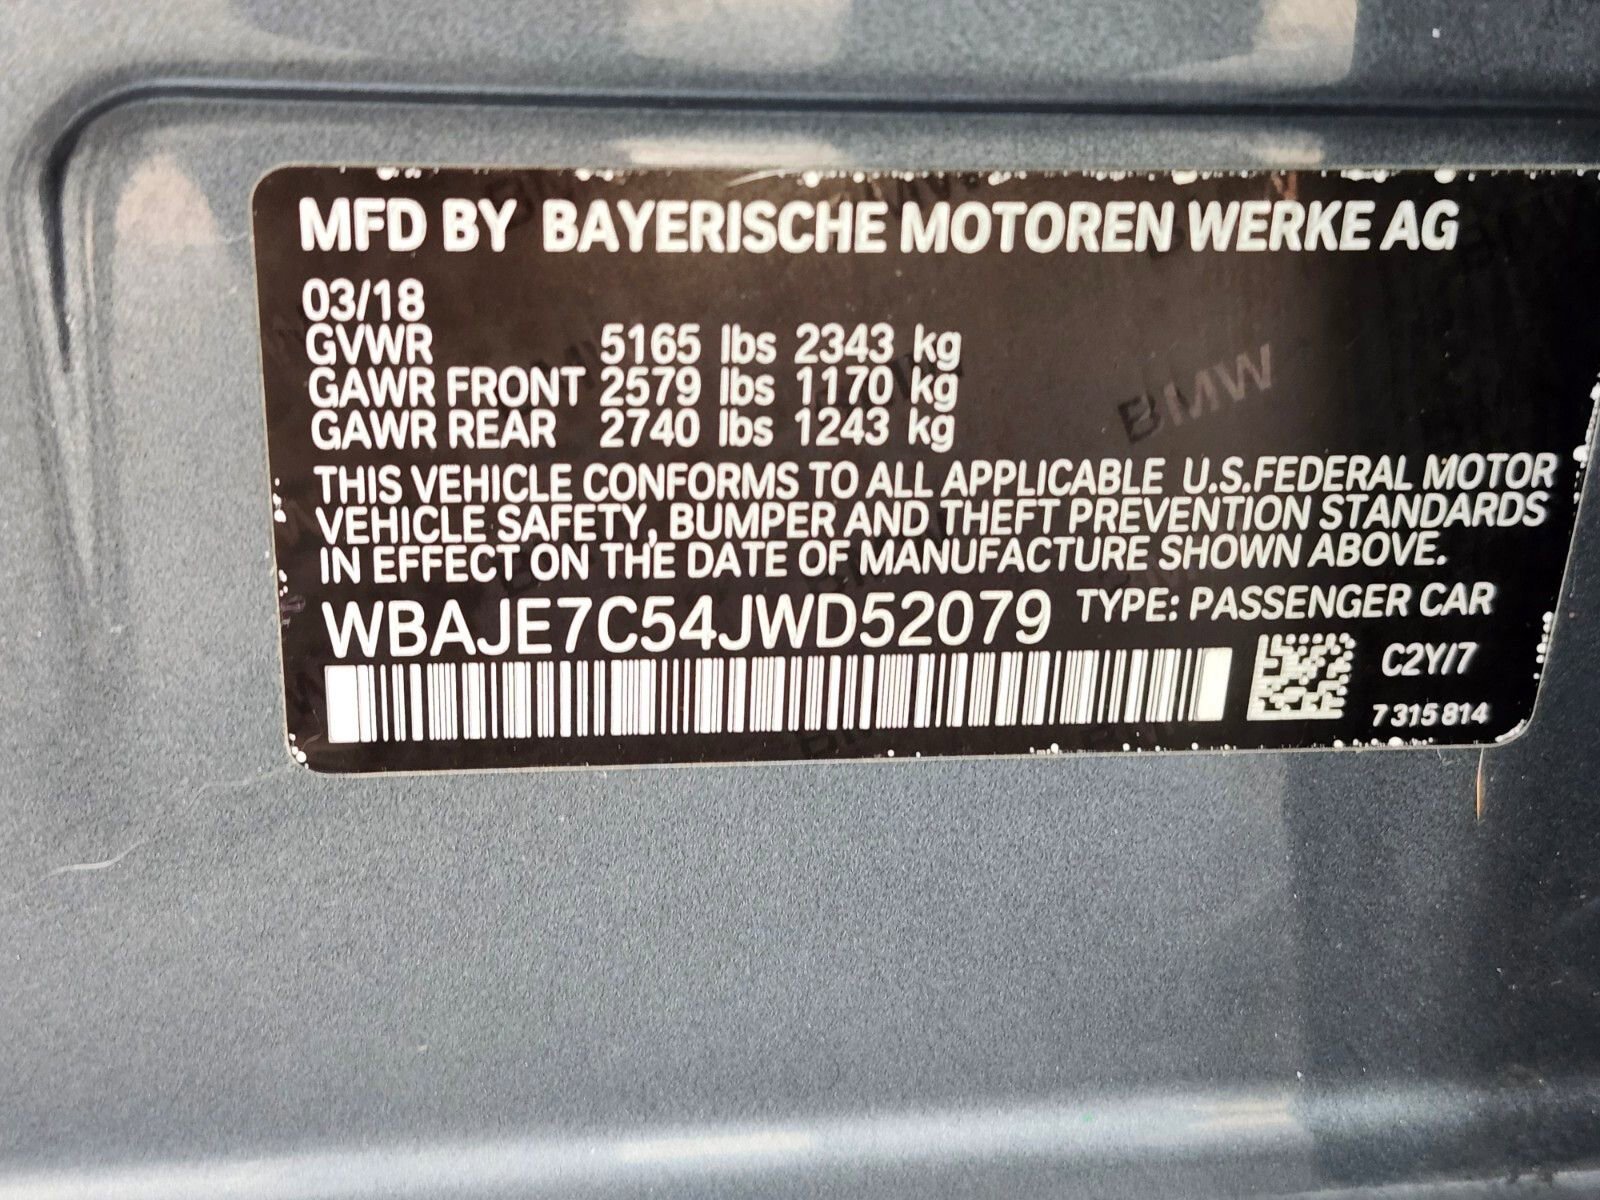 MFD BY BAYERISCHE MOTOREN WERKE AG
03/18
GVWR 5165 lbs 2343 kg
GAWR FRONT 2579 lbs 1170 kg
GAWR REAR 2740 lbs 1243 kg
BMW
THIS VEHICLE CONFORMS TO ALL APPLICABLE U.S.FEDERAL MOTOR
VEHICLE SAFETY, BUMPER AND THEFT PREVENTION STANDARDS
IN EFFECT ON THE DATE OF MANUFACTURE SHOWN ABOVE.
WBAJE7C54JWD52079 TYPE: PASSENGER CAR
C2Y/7
7 315 814